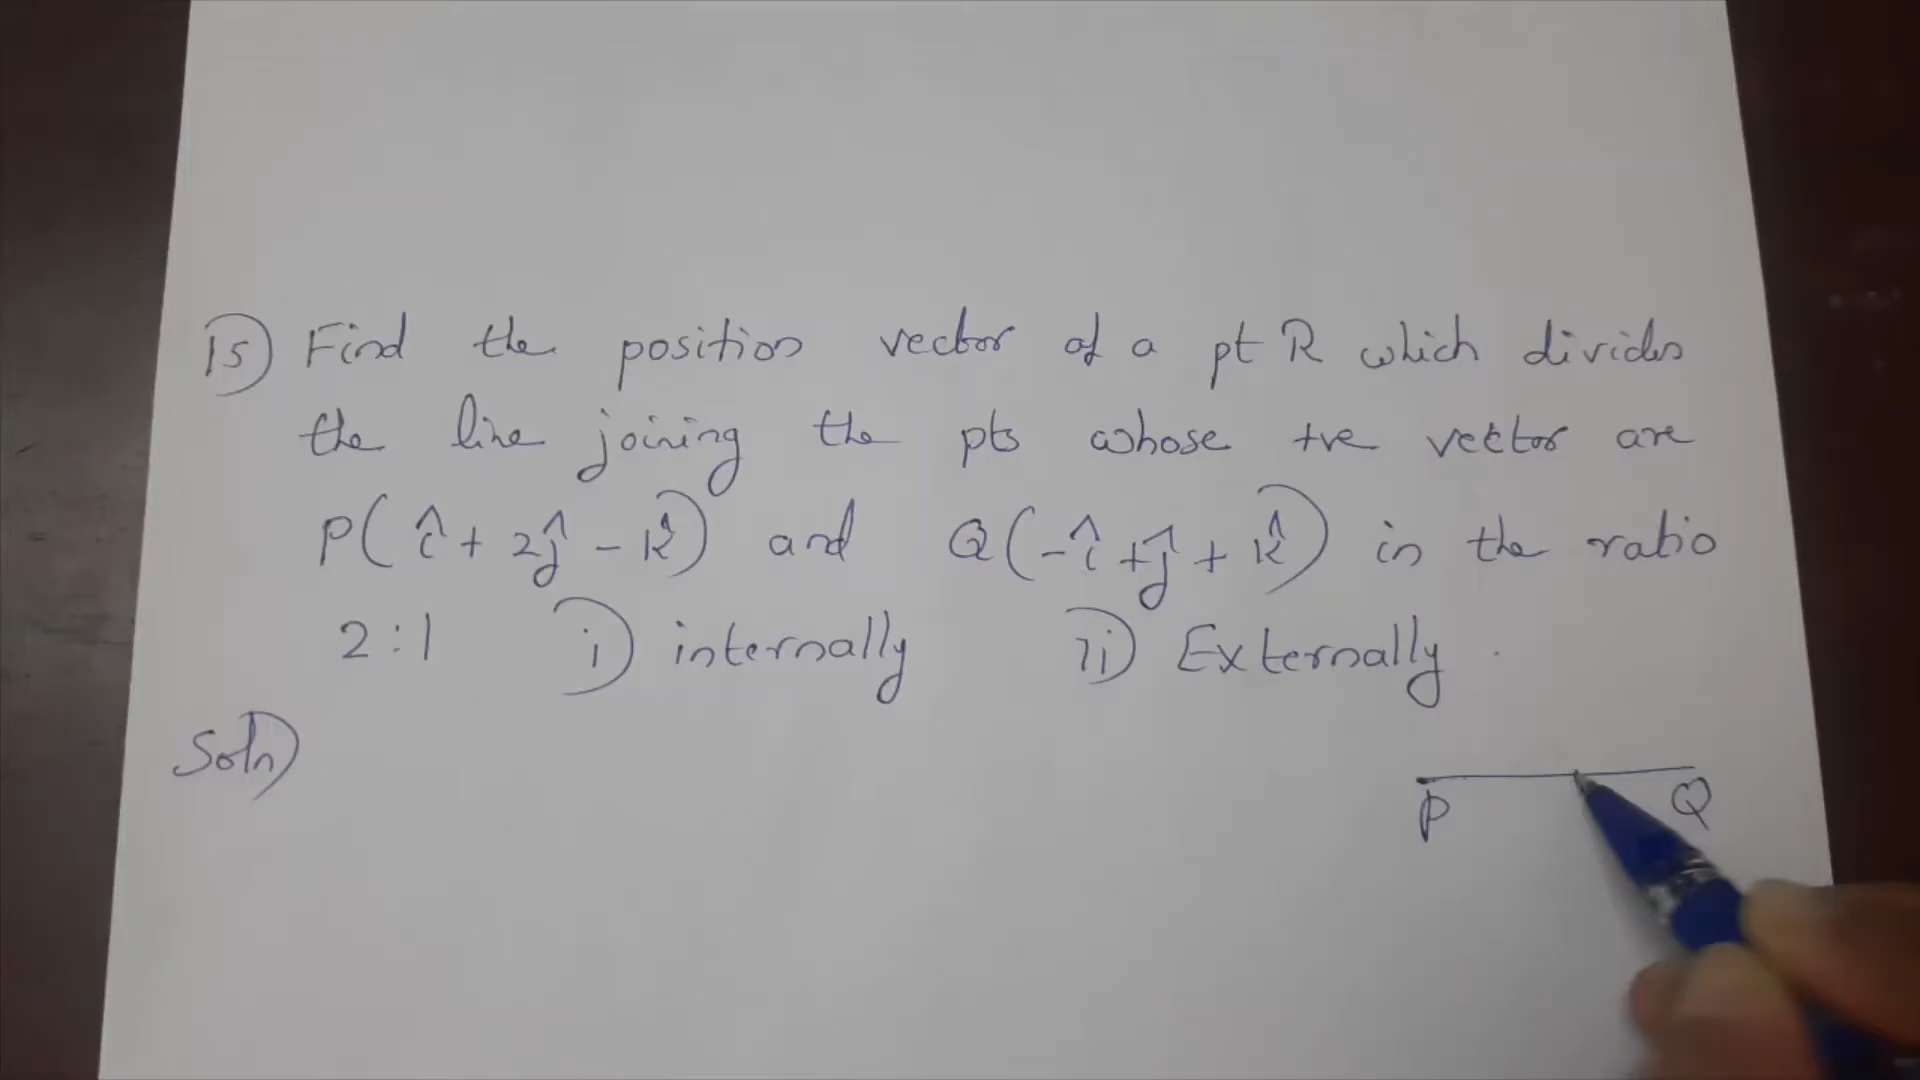 15) Find the position vector of a pt R which divides
the line joining the pts whose +ve vector are
P(î + 2ĵ - k̂) and Q(-î + ĵ + k̂) in the ratio
2:1 i) internally ii) Externally.
Soln)
P Q